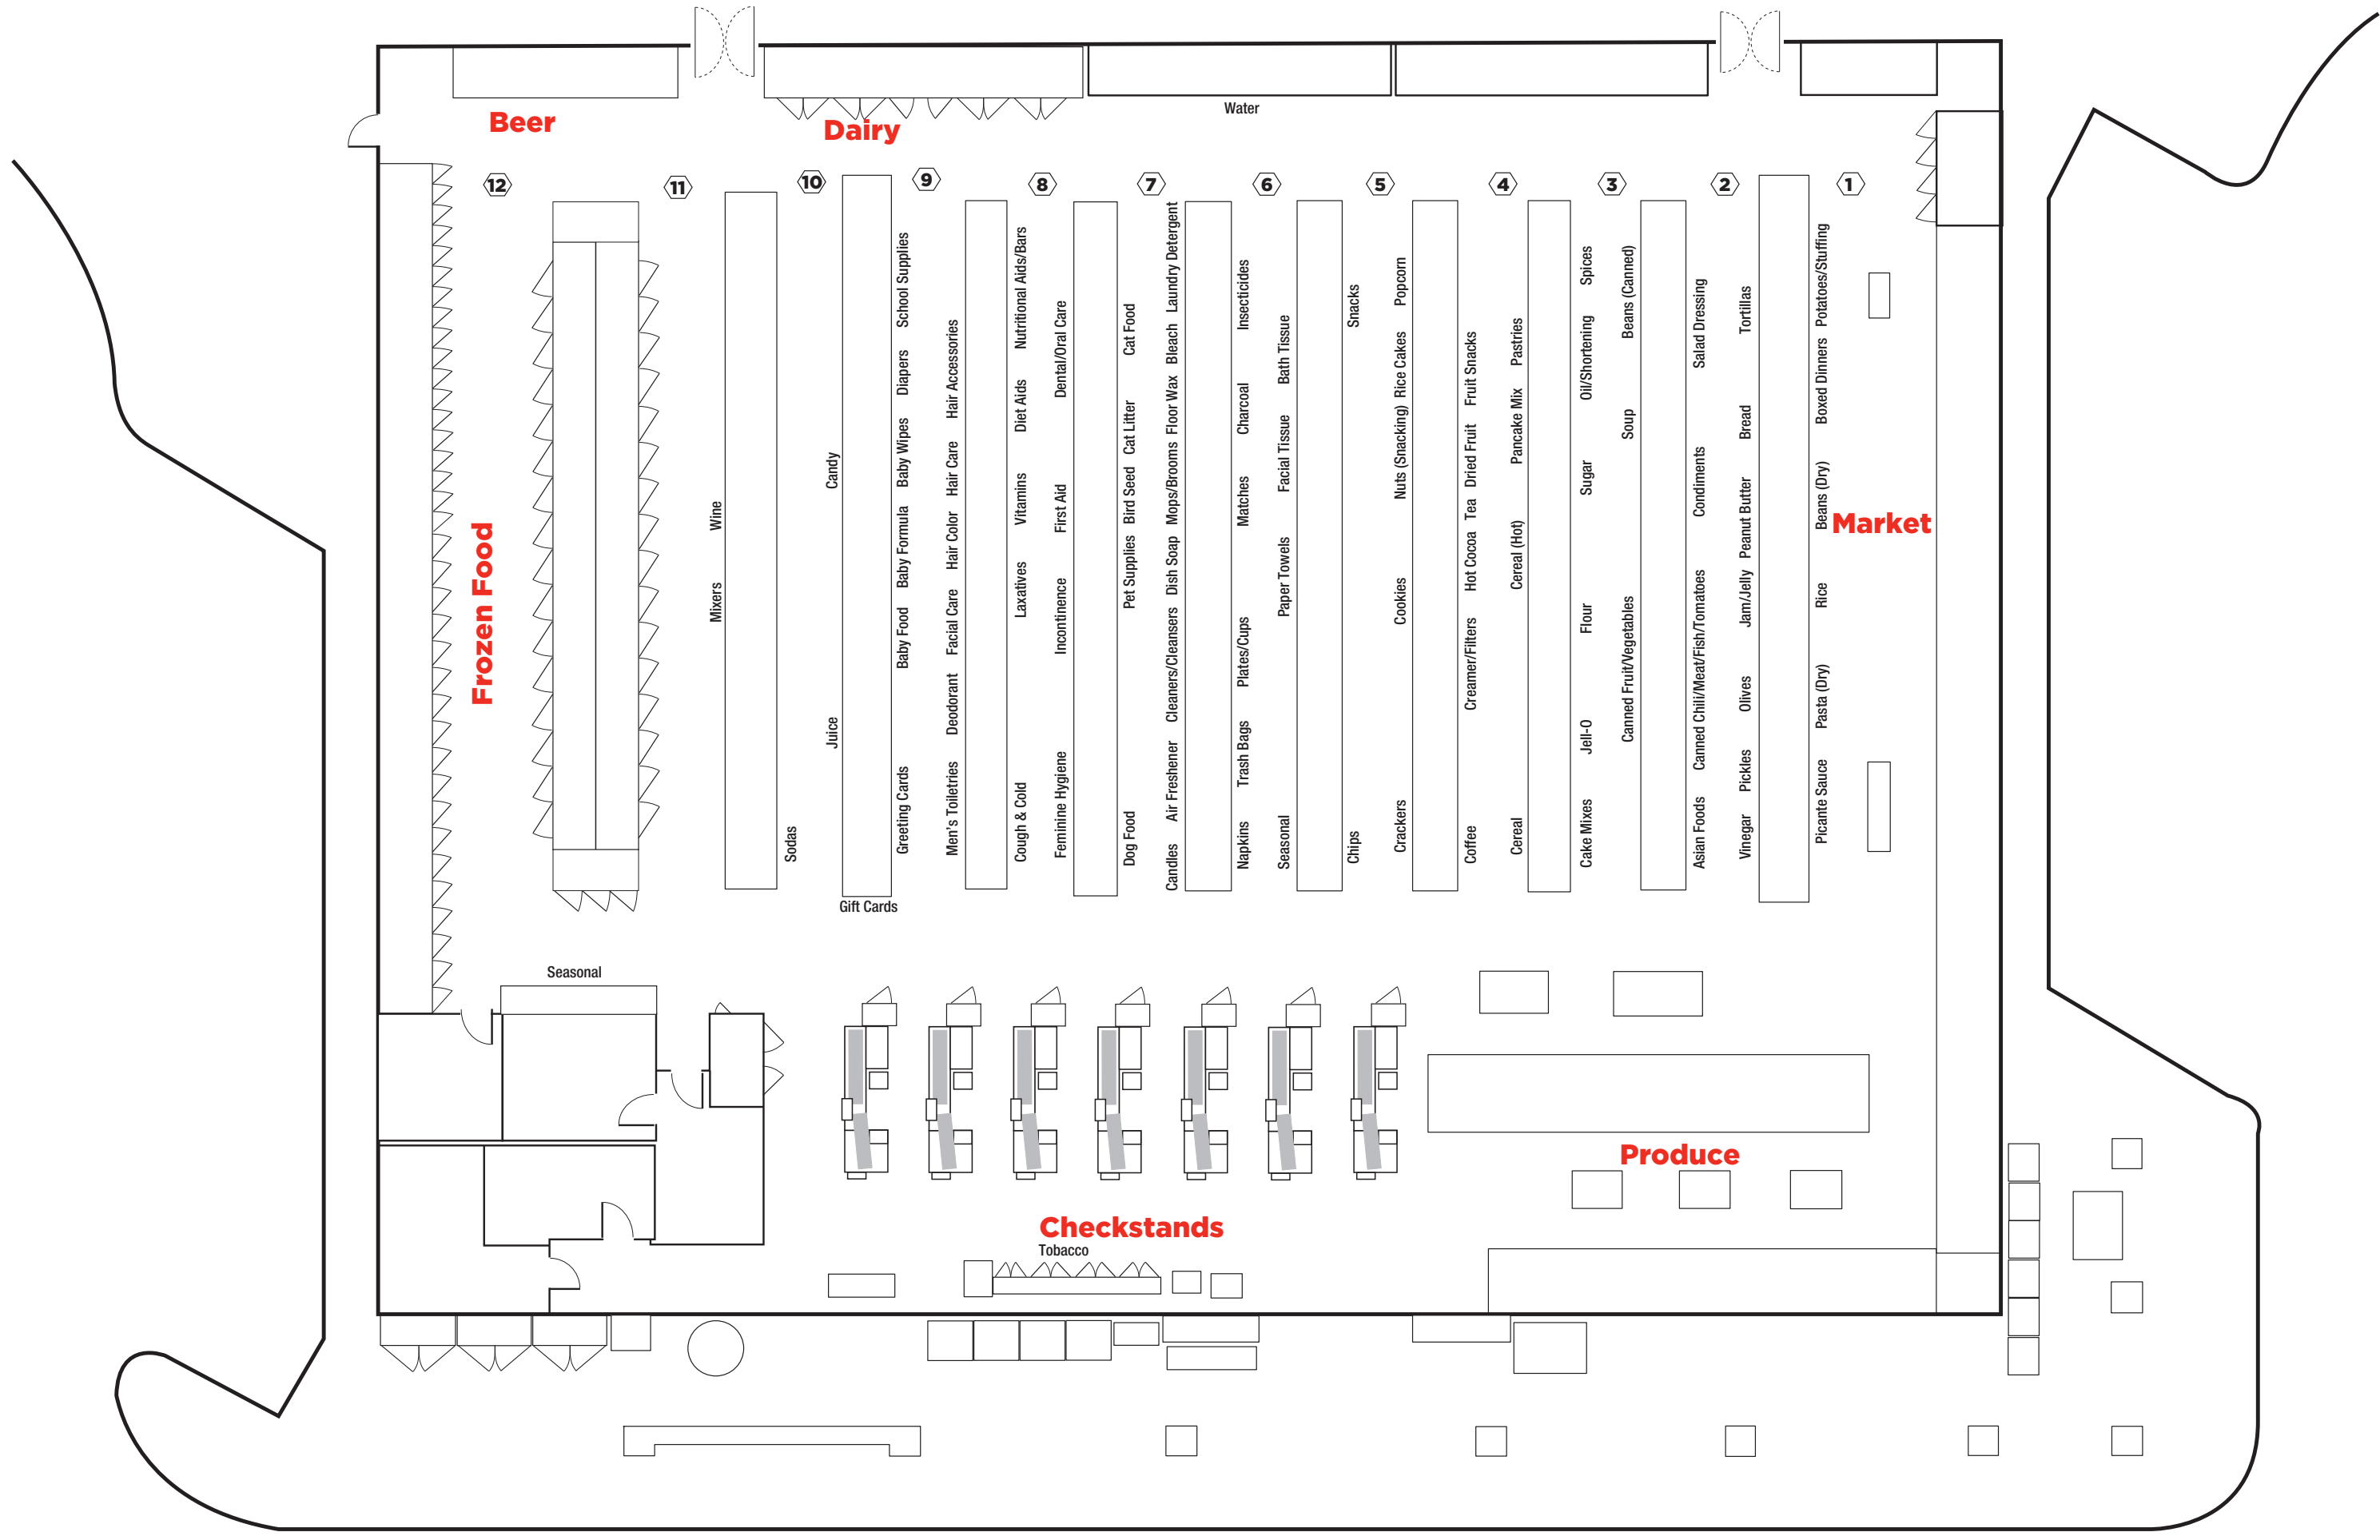 Beer
Dairy
Water
12
11
10
9
8
7
6
5
4
3
2
1
Frozen Food
Mixers Wine
Sodas
Juice Candy
Gift Cards
Greeting Cards Baby Food Baby Formula Baby Wipes Diapers School Supplies
Men's Toiletries Deodorant Facial Care Hair Color Hair Care Hair Accessories
Cough & Cold Laxatives Vitamins Diet Aids Nutritional Aids/Bars
Feminine Hygiene Incontinence First Aid Dental/Oral Care
Dog Food Pet Supplies Bird Seed Cat Litter Cat Food
Candles Air Freshener Cleaners/Cleansers Dish Soap Mops/Brooms Floor Wax Bleach Laundry Detergent
Napkins Trash Bags Plates/Cups Matches Charcoal Insecticides
Seasonal Paper Towels Facial Tissue Bath Tissue
Chips Snacks
Crackers Cookies Nuts (Snacking) Rice Cakes Popcorn
Coffee Creamer/Filters Hot Cocoa Tea Dried Fruit Fruit Snacks
Cereal Cereal (Hot) Pancake Mix Pastries
Cake Mixes Jell-O Flour Sugar Oil/Shortening Spices
Canned Fruit/Vegetables Soup Beans (Canned)
Asian Foods Canned Chili/Meat/Fish/Tomatoes Condiments Salad Dressing
Vinegar Pickles Olives Jam/Jelly Peanut Butter Bread Tortillas
Picante Sauce Pasta (Dry) Rice Beans (Dry) Boxed Dinners Potatoes/Stuffing
Market
Seasonal
Produce
Checkstands
Tobacco